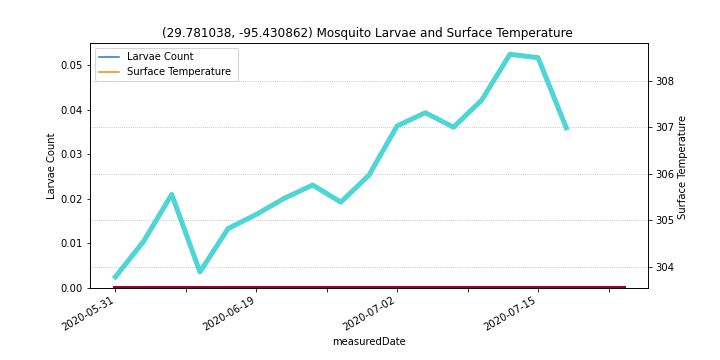 (29.781038, -95.430862) Mosquito Larvae and Surface Temperature
Larvae Count
Surface Temperature
0.05
0.04
0.03
0.02
0.01
0.00
Larvae Count
308
307
306
305
304
Surface Temperature
2020-05-31
2020-06-19
2020-07-02
2020-07-15
measuredDate